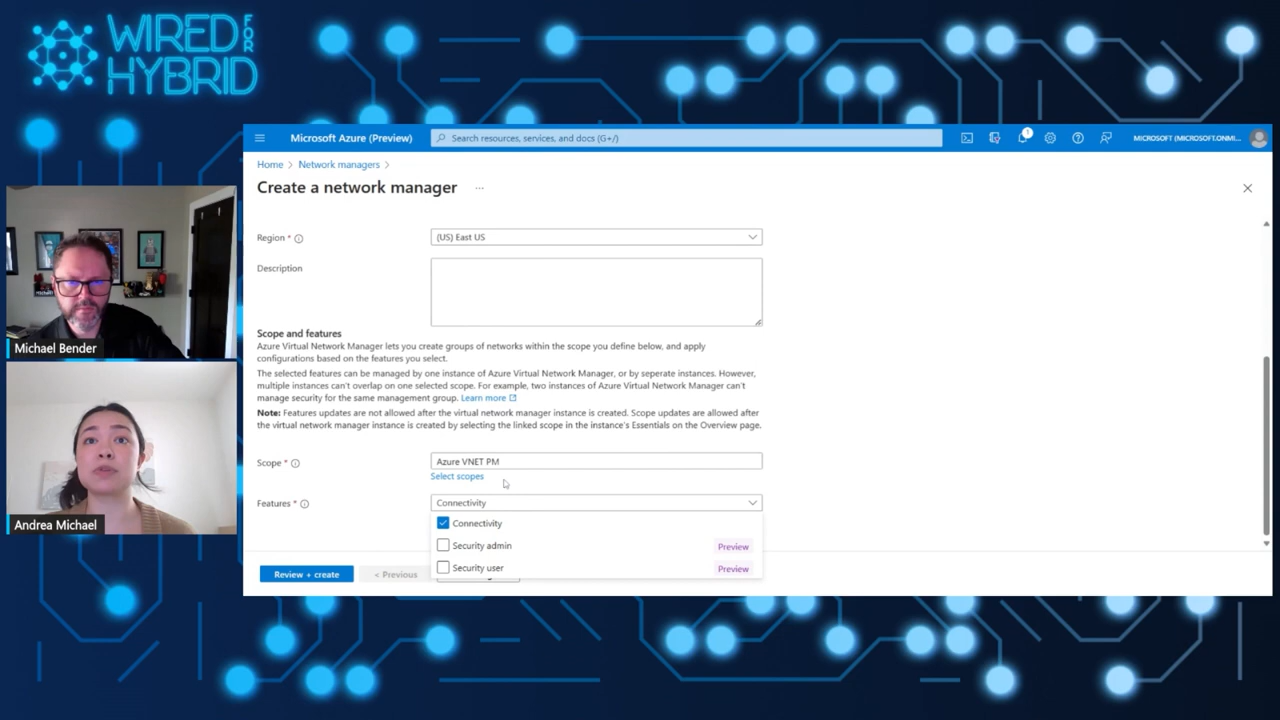 WIRED FOR
HYBRID
Microsoft Azure (Preview)
Search resources, services, and docs (G+/)
1
MICROSOFT (MICROSOFT.ONMI...
Home > Network managers >
Create a network manager ...
Region *
(US) East US
Description
Scope and features
Azure Virtual Network Manager lets you create groups of networks within the scope you define below, and apply
configurations based on the features you select.
The selected features can be managed by one instance of Azure Virtual Network Manager, or by seperate instances. However,
multiple instances can't overlap on one selected scope. For example, two instances of Azure Virtual Network Manager can't
manage security for the same management group. Learn more
Note: Features updates are not allowed after the virtual network manager instance is created. Scope updates are allowed after
the virtual network manager instance is created by selecting the linked scope in the instance's Essentials on the Overview page.
Scope *
Azure VNET PM
Select scopes
Features *
Connectivity
Connectivity
Security admin
Preview
Security user
Preview
Review + create
< Previous
Michael Bender
Andrea Michael